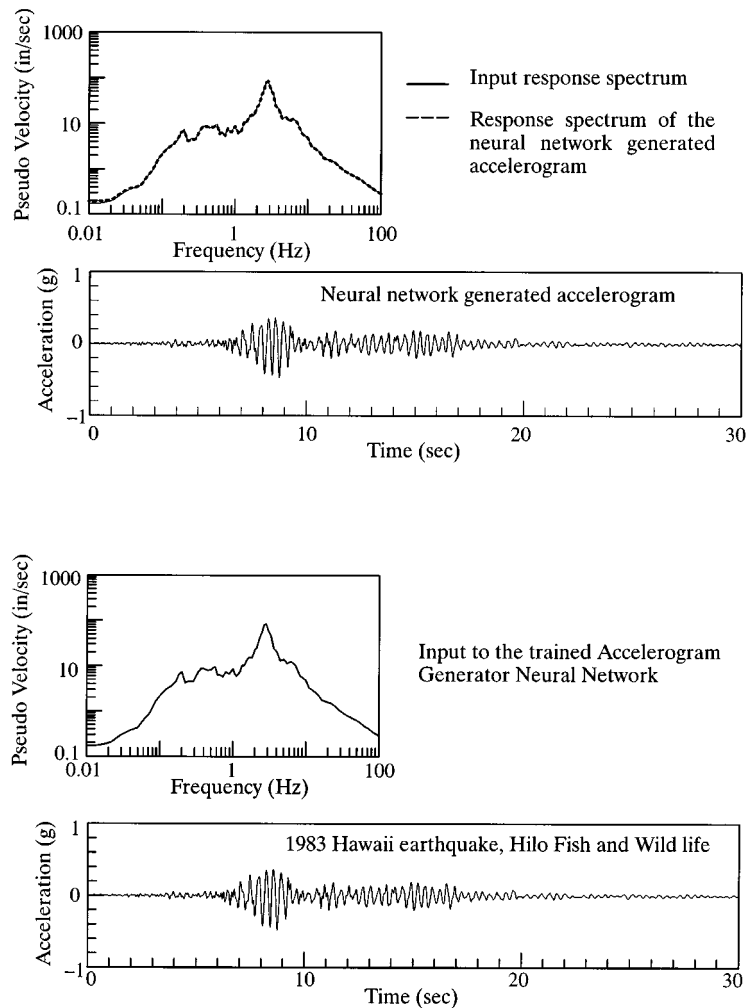 1000
Pseudo Velocity (in/sec)
10
0.1
0.01
1
100
Frequency (Hz)
Input response spectrum
Response spectrum of the
neural network generated
accelerogram
1
Acceleration (g)
0
−1
Neural network generated accelerogram
0
10
20
30
Time (sec)
1000
Pseudo Velocity (in/sec)
10
0.1
0.01
1
100
Frequency (Hz)
Input to the trained Accelerogram
Generator Neural Network
1
Acceleration (g)
0
−1
1983 Hawaii earthquake, Hilo Fish and Wild life
0
10
20
30
Time (sec)